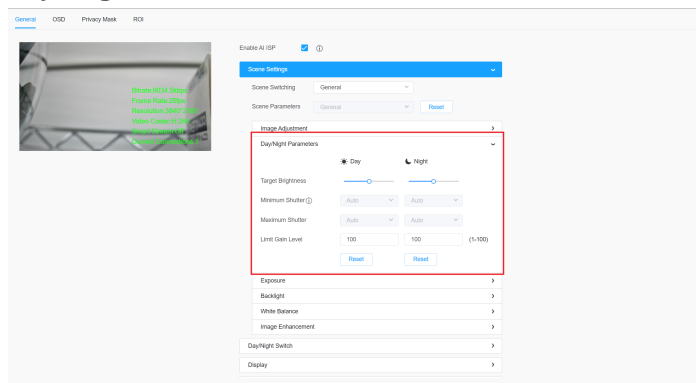 General OSD Privacy Mask ROI
Enable AI ISP
Scene Settings
Scene Switching General
Scene Parameters General Reset
Image Adjustment
Day/Night Parameters
Day Night
Target Brightness
Minimum Shutter Auto Auto
Maximum Shutter Auto Auto
Limit Gain Level 100 100 (1-100)
Reset Reset
Exposure
Backlight
White Balance
Image Enhancement
Day/Night Switch
Display